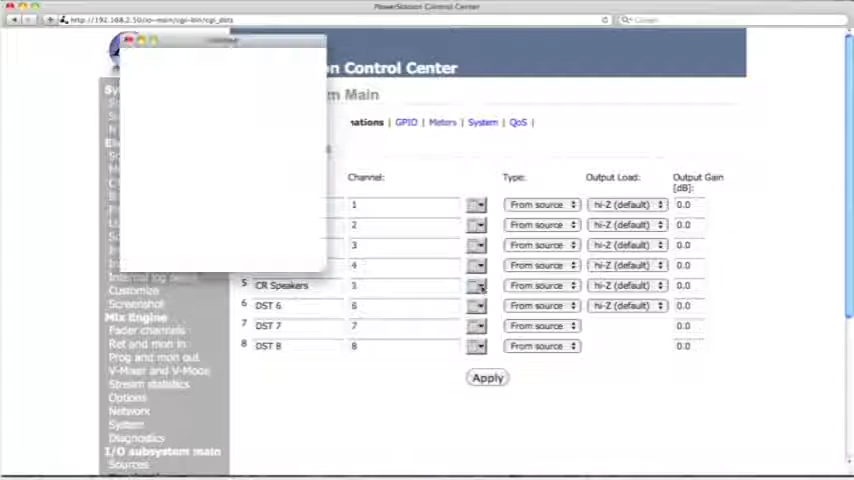 PowerStation Control Center
http://192.168.2.50/io-main/cgi-bin/cgi_dsts
n Control Center
m Main
nations | GPIO | Meters | System | QoS |
Channel: Type: Output Load: Output Gain [dB]:
1 From source hi-Z (default) 0.0
2 From source hi-Z (default) 0.0
3 From source hi-Z (default) 0.0
4 From source hi-Z (default) 0.0
5 CR Speakers From source hi-Z (default) 0.0
6 DST 6 6 From source hi-Z (default) 0.0
7 DST 7 7 From source 0.0
8 DST 8 8 From source 0.0
Apply
Internal log
Customize
Screenshot
Mix Engine
Fader channels
Ret and mon in
Prog and mon out
V-Mixer and V-Mode
Stream statistics
Options
Network
System
Diagnostics
I/O subsystem main
Sources